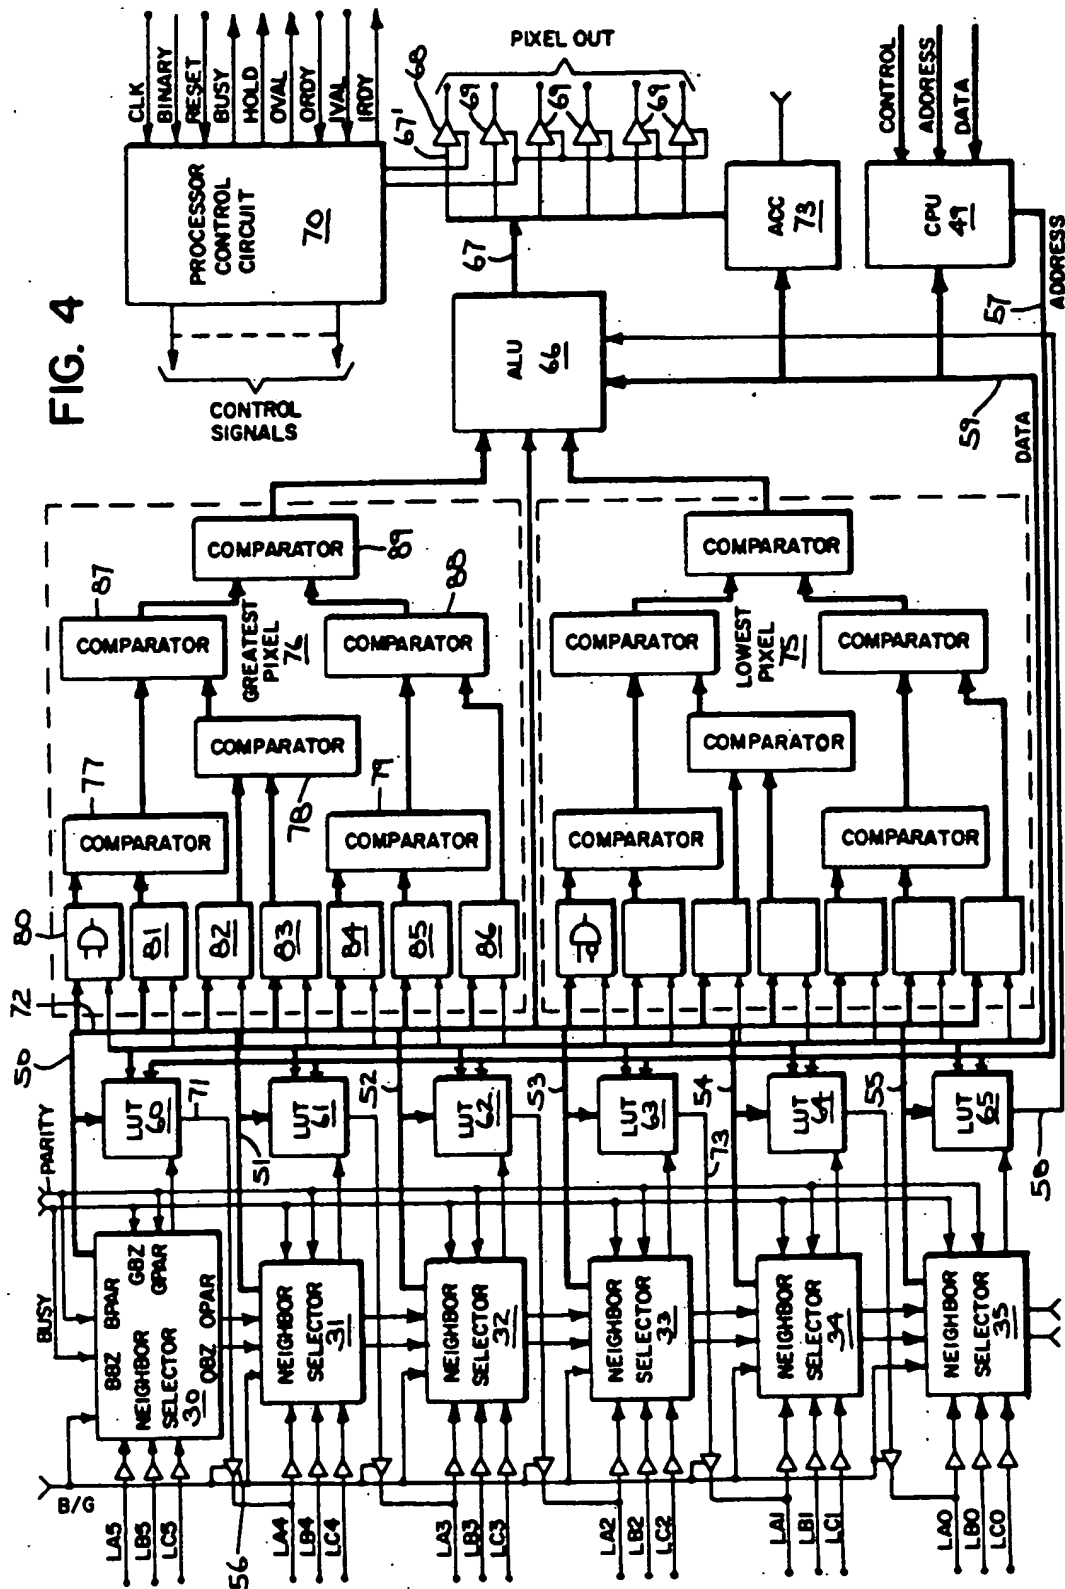 FIG. 4
CLK
BINARY
RESET
BUSY
HOLD
OVAL
ORDY
IVAL
IRDY
PROCESSOR
CONTROL
CIRCUIT
70
CONTROL
SIGNALS
PIXEL OUT
67'
68
69
69
69
67
ALU
66
ACC
73
CONTROL
ADDRESS
DATA
CPU
49
57
ADDRESS
59
DATA
COMPARATOR
89
87
COMPARATOR
GREATEST
PIXEL
76
88
COMPARATOR
COMPARATOR
78
77
COMPARATOR
79
COMPARATOR
80
81
82
83
84
85
86
COMPARATOR
COMPARATOR
LOWEST
PIXEL
75
COMPARATOR
COMPARATOR
COMPARATOR
COMPARATOR
72
50
LUT
60
71
51
LUT
61
52
LUT
62
53
LUT
63
73
54
LUT
64
55
LUT
65
58
PARITY
BUSY
BBZ
BPAR
GBZ
GPAR
NEIGHBOR
SELECTOR
30
OBZ
OPAR
NEIGHBOR
SELECTOR
31
NEIGHBOR
SELECTOR
32
NEIGHBOR
SELECTOR
33
NEIGHBOR
SELECTOR
34
NEIGHBOR
SELECTOR
35
B/G
56
LA5
LB5
LC5
LA4
LB4
LC4
LA3
LB3
LC3
LA2
LB2
LC2
LA1
LB1
LC1
LA0
LB0
LC0